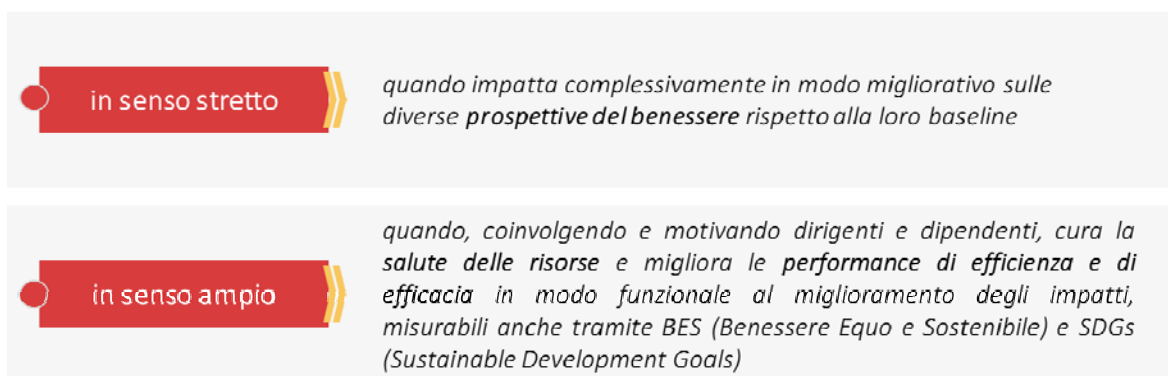 in senso stretto
quando impatta complessivamente in modo migliorativo sulle
diverse prospettive del benessere rispetto alla loro baseline
in senso ampio
quando, coinvolgendo e motivando dirigenti e dipendenti, cura la
salute delle risorse e migliora le performance di efficienza e di
efficacia in modo funzionale al miglioramento degli impatti,
misurabili anche tramite BES (Benessere Equo e Sostenibile) e SDGs
(Sustainable Development Goals)